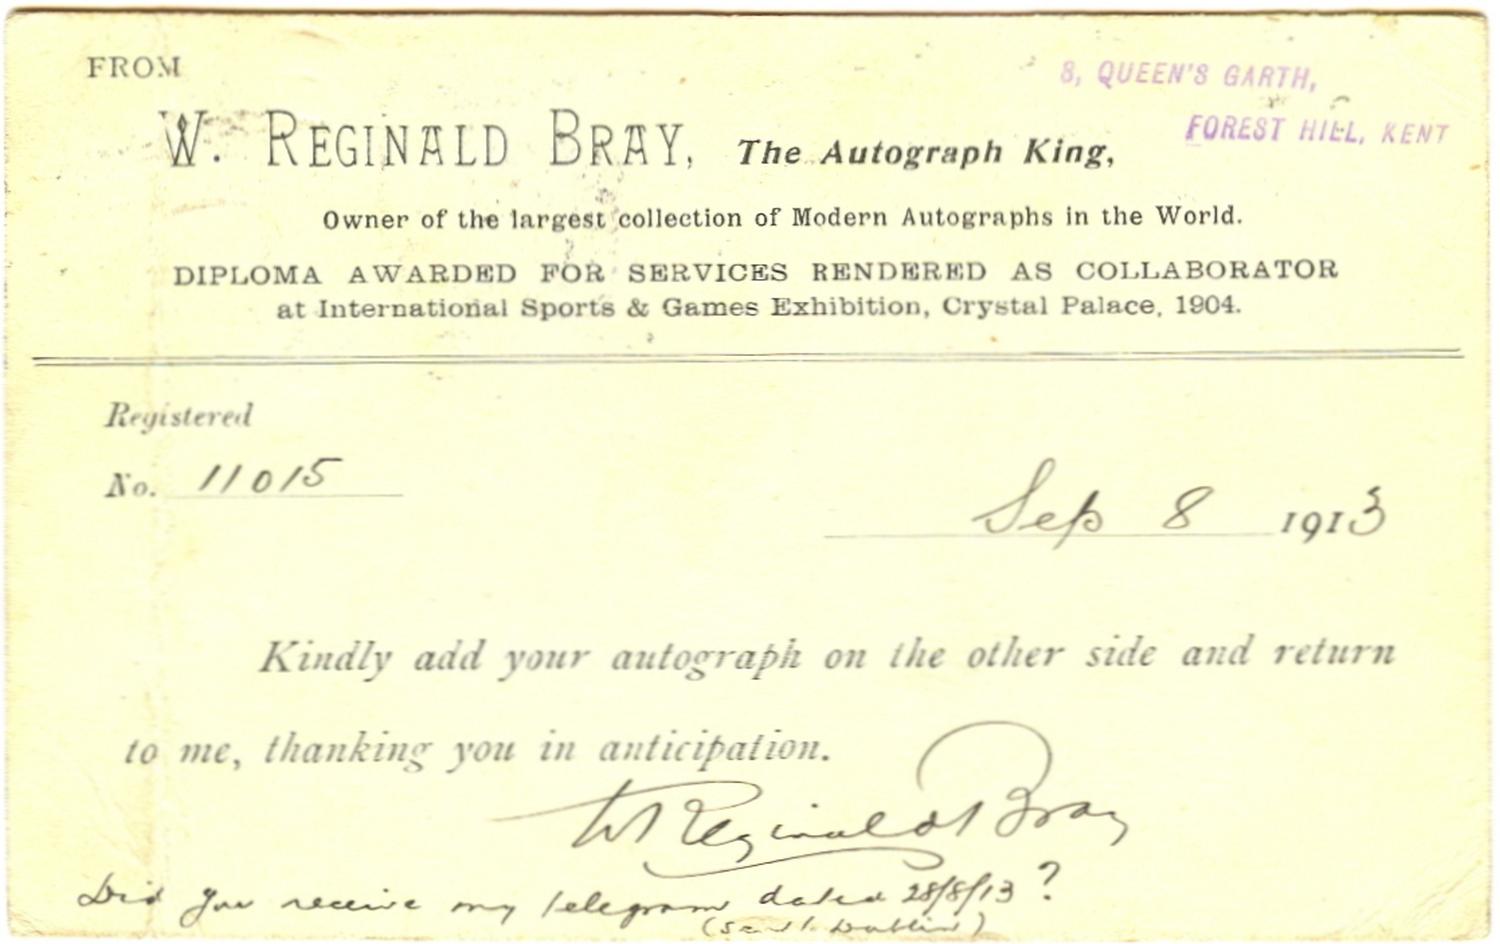 FROM
8, QUEEN'S GARTH,
FOREST HILL, KENT
W. REGINALD BRAY, The Autograph King,
Owner of the largest collection of Modern Autographs in the World.
DIPLOMA AWARDED FOR SERVICES RENDERED AS COLLABORATOR
at International Sports & Games Exhibition, Crystal Palace, 1904.
Registered
No. 11015
Sep 8 1913
Kindly add your autograph on the other side and return
to me, thanking you in anticipation.
W Reginald Bray
Did you receive my telegram dated 28/8/13?
(sent Dublin)